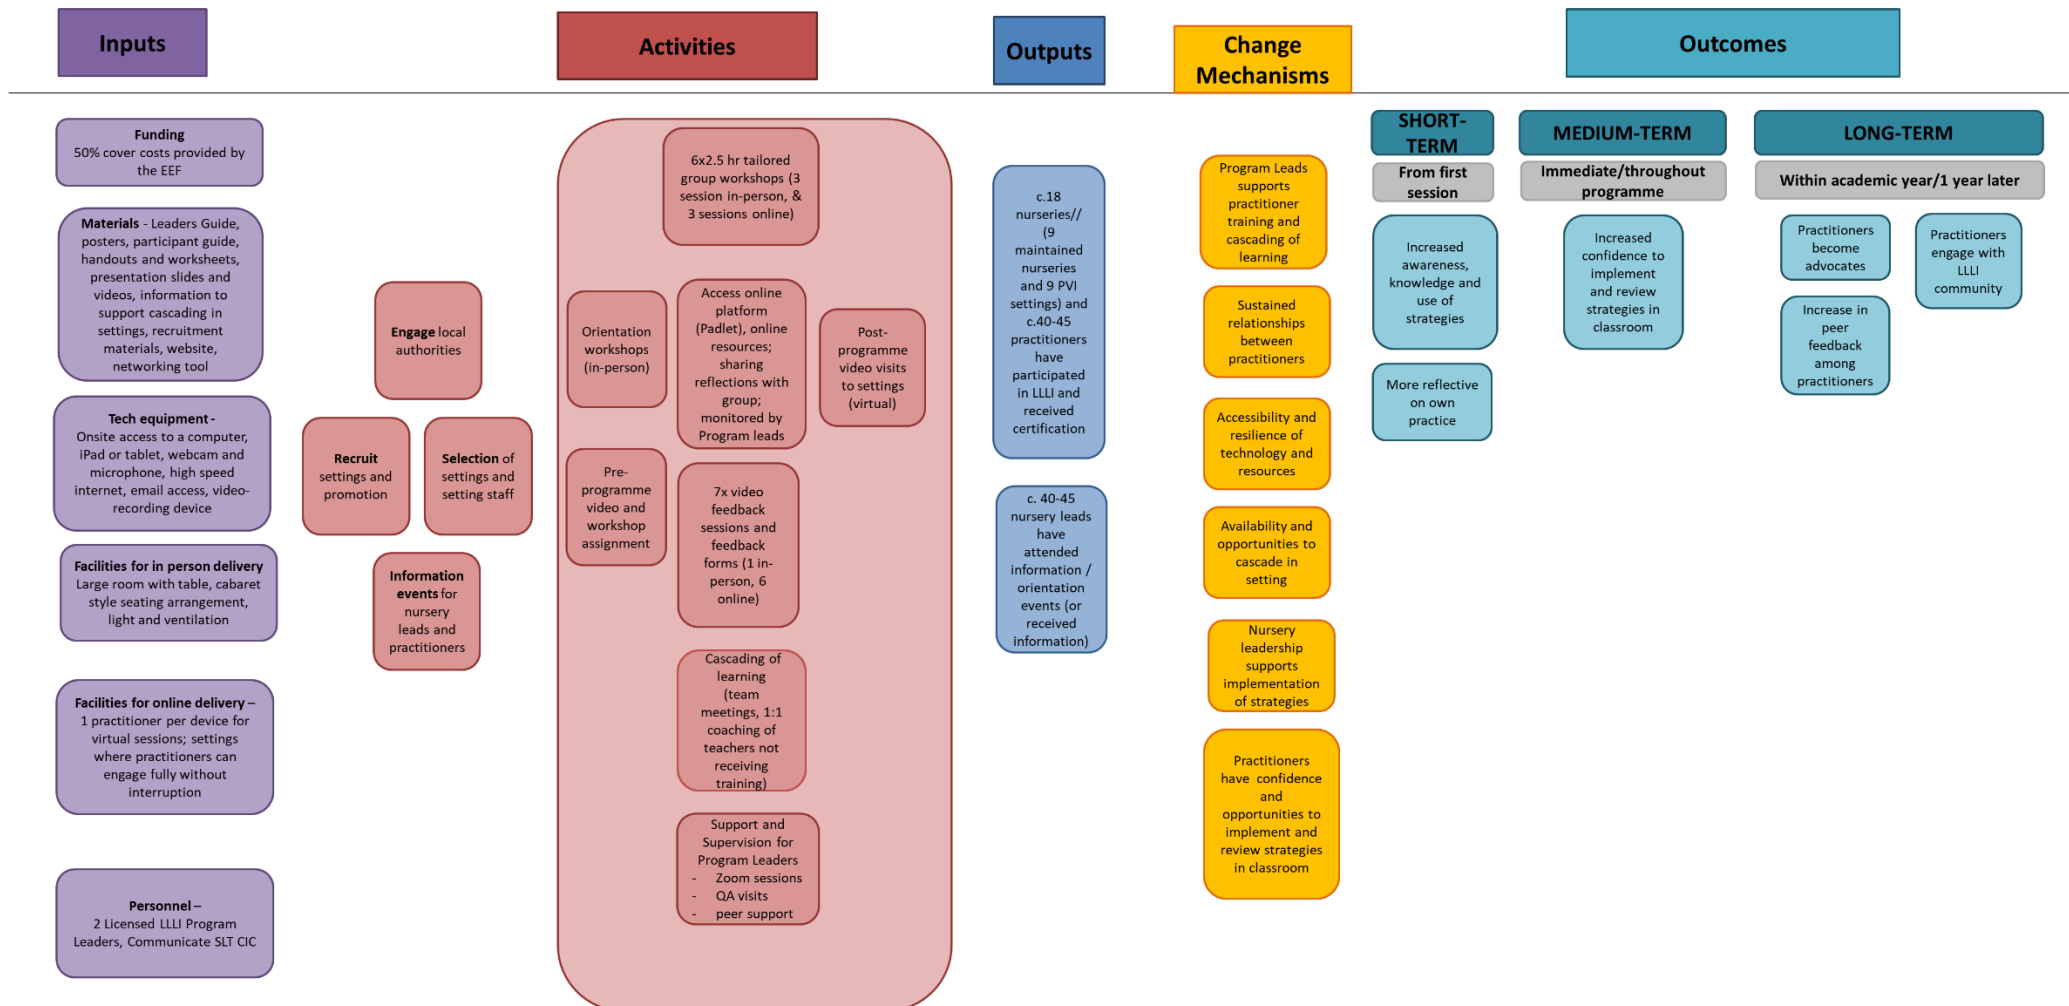 Inputs
Activities
Outputs
Change
Mechanisms
Outcomes
Funding
50% cover costs provided by
the EEF
Materials - Leaders Guide,
posters, participant guide,
handouts and worksheets,
presentation slides and
videos, information to
support cascading in
settings, recruitment
materials, website,
networking tool
Tech equipment -
Onsite access to a computer,
iPad or tablet, webcam and
microphone, high speed
internet, email access, video-
recording device
Facilities for in person delivery
Large room with table, cabaret
style seating arrangement,
light and ventilation
Facilities for online delivery –
1 practitioner per device for
virtual sessions; settings
where practitioners can
engage fully without
interruption
Personnel –
2 Licensed LLLI Program
Leaders, Communicate SLT CIC
Engage local
authorities
Recruit
settings and
promotion
Selection of
settings and
setting staff
Information
events for
nursery
leads and
practitioners
6x2.5 hr tailored
group workshops (3
session in-person, &
3 sessions online)
Orientation
workshops
(in-person)
Access online
platform
(Padlet), online
resources;
sharing
reflections with
group;
monitored by
Program leads
Post-
programme
video visits
to settings
(virtual)
Pre-
programme
video and
workshop
assignment
7x video
feedback
sessions and
feedback
forms (1 in-
person, 6
online)
Cascading of
learning
(team
meetings, 1:1
coaching of
teachers not
receiving
training)
Support and
Supervision for
Program Leaders
- Zoom sessions
- QA visits
- peer support
c.18
nurseries//
(9
maintained
nurseries
and 9 PVI
settings) and
c.40-45
practitioners
have
participated
in LLLI and
received
certification
c. 40-45
nursery leads
have
attended
information /
orientation
events (or
received
information)
Program Leads
supports
practitioner
training and
cascading of
learning
Sustained
relationships
between
practitioners
Accessibility and
resilience of
technology and
resources
Availability and
opportunities to
cascade in
setting
Nursery
leadership
supports
implementation
of strategies
Practitioners
have confidence
and
opportunities to
implement and
review strategies
in classroom
SHORT-
TERM
From first
session
Increased
awareness,
knowledge and
use of
strategies
More reflective
on own
practice
MEDIUM-TERM
Immediate/throughout
programme
Increased
confidence to
implement
and review
strategies in
classroom
LONG-TERM
Within academic year/1 year later
Practitioners
become
advocates
Practitioners
engage with
LLLI
community
Increase in
peer
feedback
among
practitioners